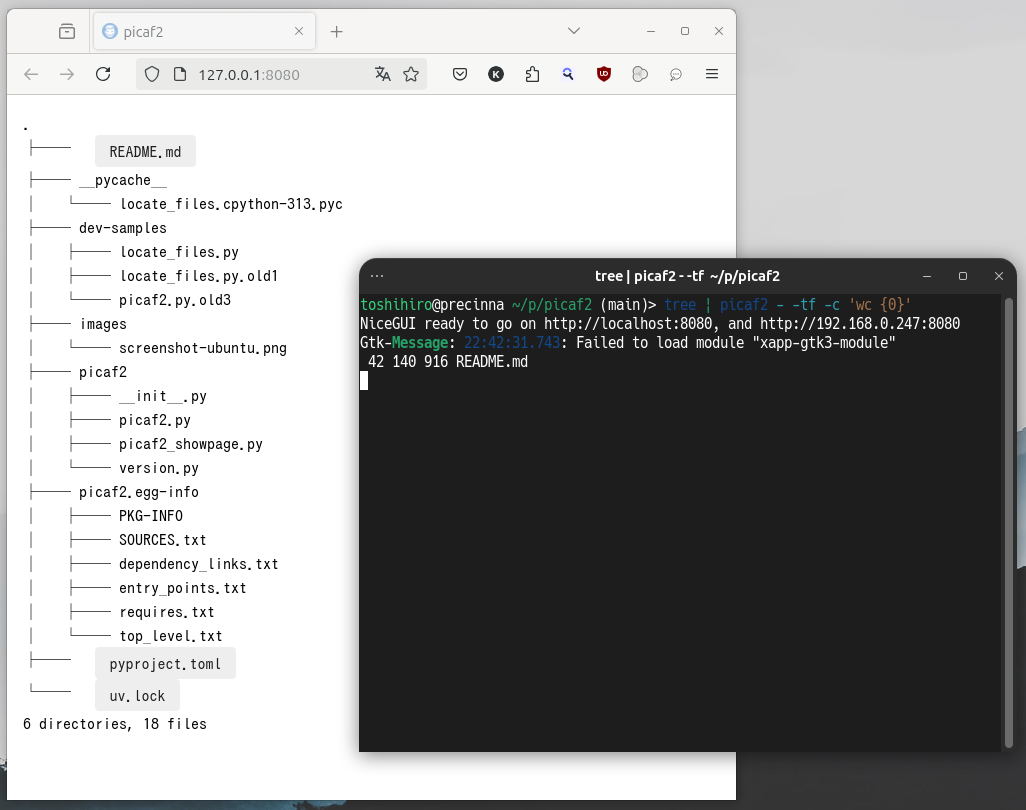 picaf2
127.0.0.1:8080
.
├──── README.md
├──── __pycache__
│    └──── locate_files.cpython-313.pyc
├──── dev-samples
│    ├──── locate_files.py
│    ├──── locate_files.py.old1
│    └──── picaf2.py.old3
├──── images
│    └──── screenshot-ubuntu.png
├──── picaf2
│    ├──── __init__.py
│    ├──── picaf2.py
│    ├──── picaf2_showpage.py
│    └──── version.py
├──── picaf2.egg-info
│    ├──── PKG-INFO
│    ├──── SOURCES.txt
│    ├──── dependency_links.txt
│    ├──── entry_points.txt
│    ├──── requires.txt
│    └──── top_level.txt
├──── pyproject.toml
└──── uv.lock
6 directories, 18 files
tree | picaf2 - -tf ~/p/picaf2
toshihiro@precinna ~/p/picaf2 (main)> tree | picaf2 - -tf -c 'wc {0}'
NiceGUI ready to go on http://localhost:8080, and http://192.168.0.247:8080
Gtk-Message: 22:42:31.743: Failed to load module "xapp-gtk3-module"
 42 140 916 README.md